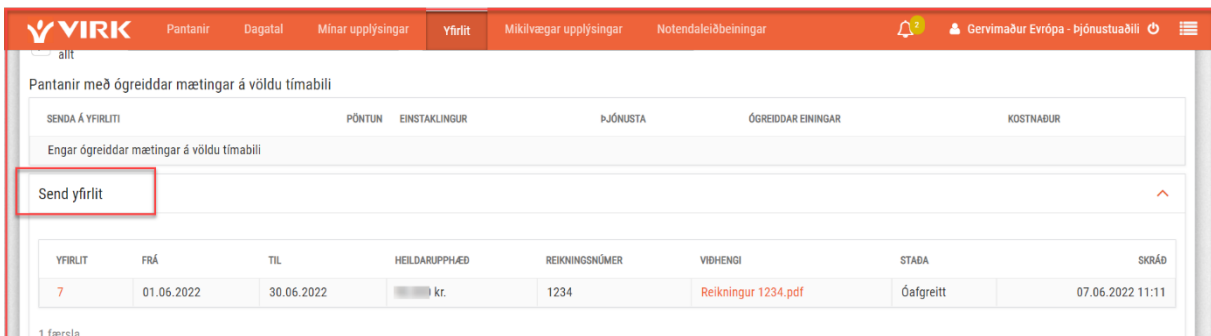 VIRK Pantanir Dagatal Mínar upplýsingar Yfirlit Mikilvægar upplýsingar Notendaleiðbeiningar 2 Gervimaður Evrópa - Þjónustuaðili
allt
Pantanir með ógreiddar mætingar á völdu tímabili
SENDA Á YFIRLITI PÖNTUN EINSTAKLINGUR ÞJÓNUSTA ÓGREIDDAR EININGAR KOSTNAÐUR
Engar ógreiddar mætingar á völdu tímabili
Send yfirlit
YFIRLIT FRÁ TIL HEILDARUPPHÆÐ REIKNINGSNÚMER VIÐHENGI STAÐA SKRÁÐ
7 01.06.2022 30.06.2022 kr. 1234 Reikningur 1234.pdf Óafgreitt 07.06.2022 11:11
1 færsla